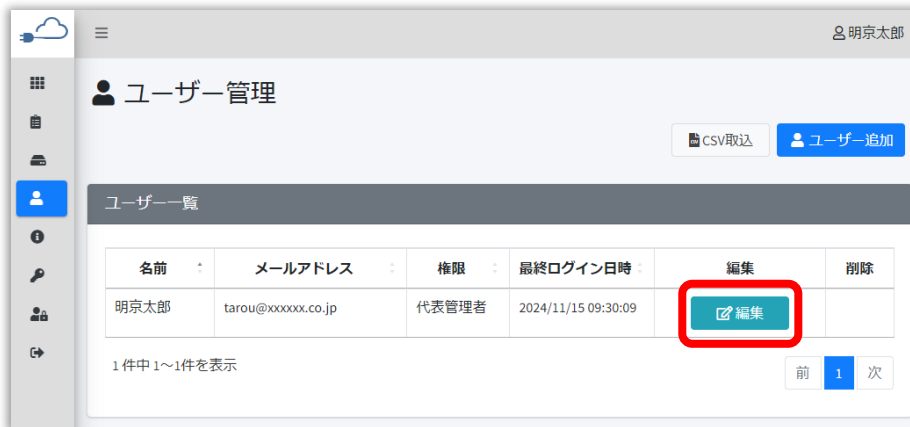 明京太郎
ユーザー管理
CSV取込
ユーザー追加
ユーザー一覧
名前 メールアドレス 権限 最終ログイン日時 編集 削除
明京太郎 tarou@xxxxxx.co.jp 代表管理者 2024/11/15 09:30:09 編集
1 件中 1～1件を表示
前 1 次